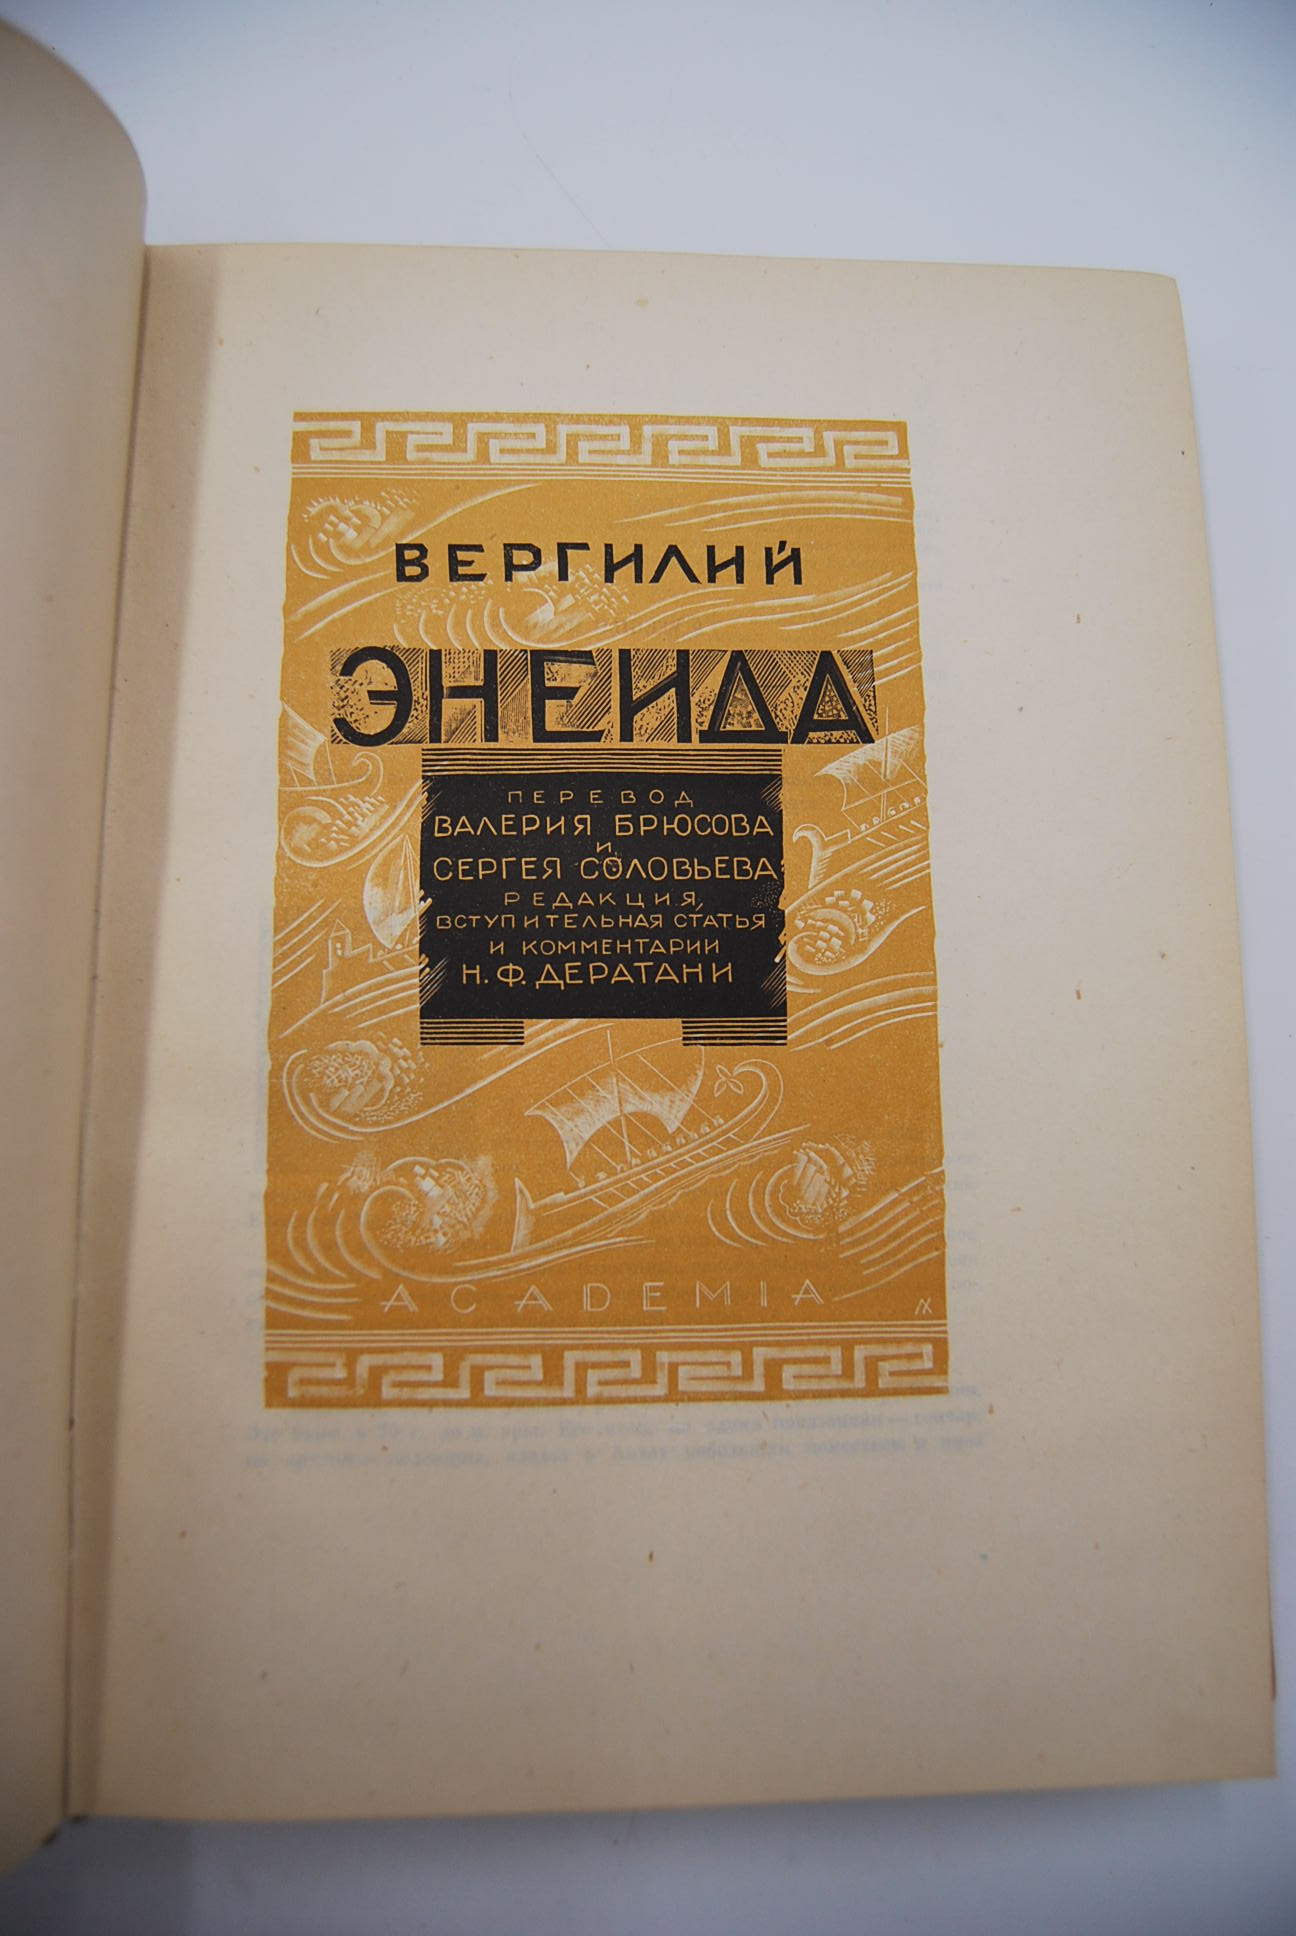 ВЕРГИЛИЙ
ЭНЕИДА
ПЕРЕВОД
ВАЛЕРИЯ БРЮСОВА
И
СЕРГЕЯ СОЛОВЬЕВА
РЕДАКЦИЯ,
ВСТУПИТЕЛЬНАЯ СТАТЬЯ
И КОММЕНТАРИИ
Н. Ф. ДЕРАТАНИ
ACADEMIA